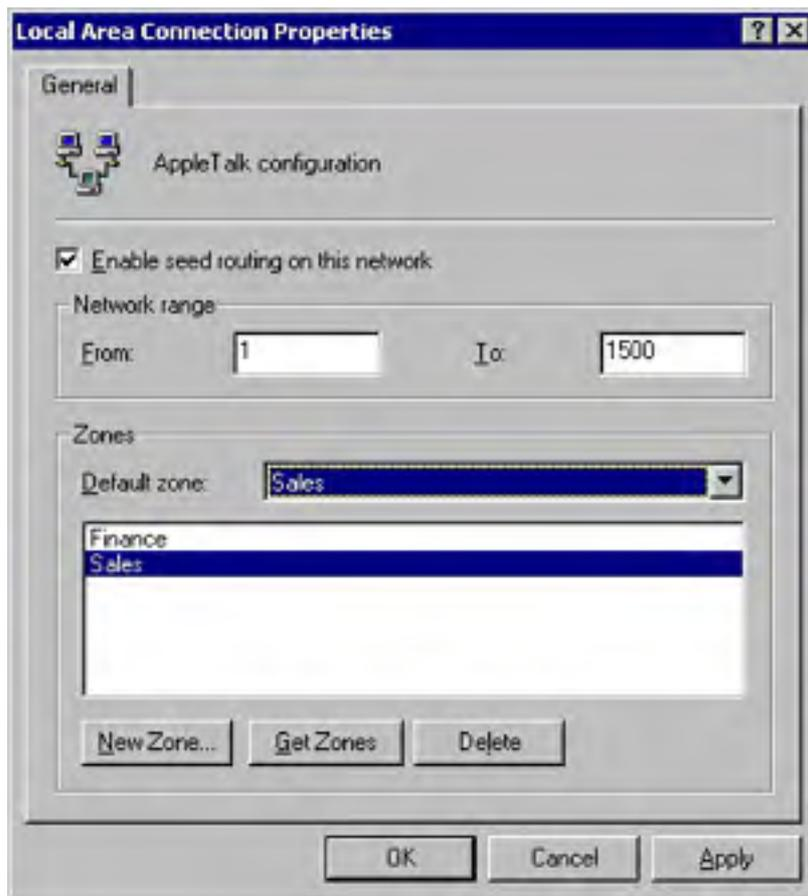 Local Area Connection Properties
General
AppleTalk configuration
Enable seed routing on this network
Network range
From: 1 To: 1500
Zones
Default zone: Sales
Finance
Sales
New Zone... Get Zones Delete
OK Cancel Apply